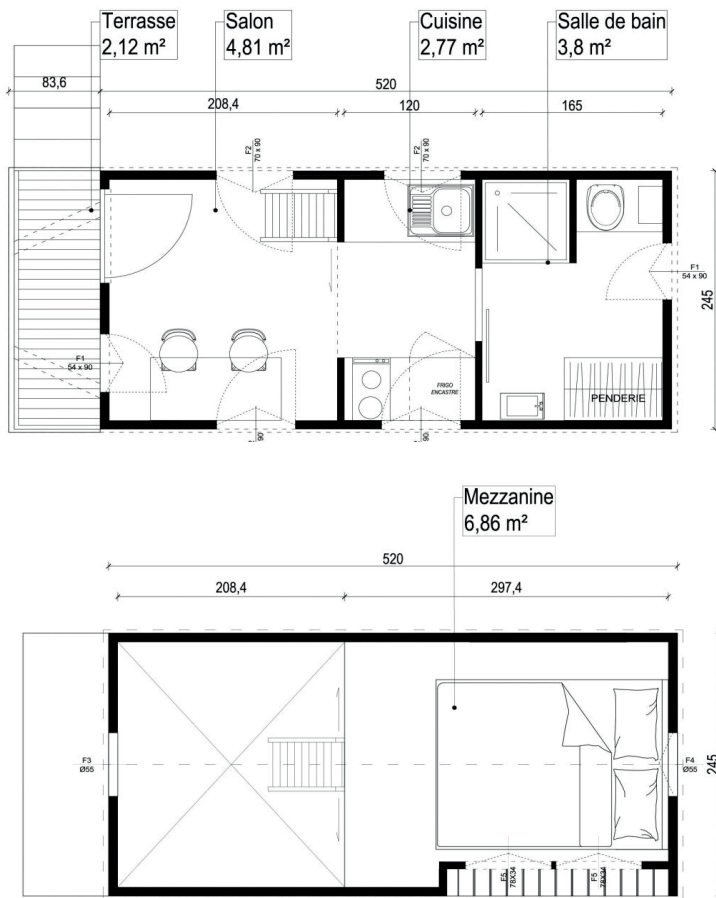 Terrasse
2,12 m²
Salon
4,81 m²
Cuisine
2,77 m²
Salle de bain
3,8 m²
83,6
520
208,4
120
165
F2
70 x 90
F2
70 x 90
F1
54 x 90
245
F1
54 x 90
FRIGO
ENCASTRE
PENDERIE
90
90
Mezzanine
6,86 m²
520
208,4
297,4
F3
Ø55
F4
Ø55
245
F5
78X34
F5
78X34